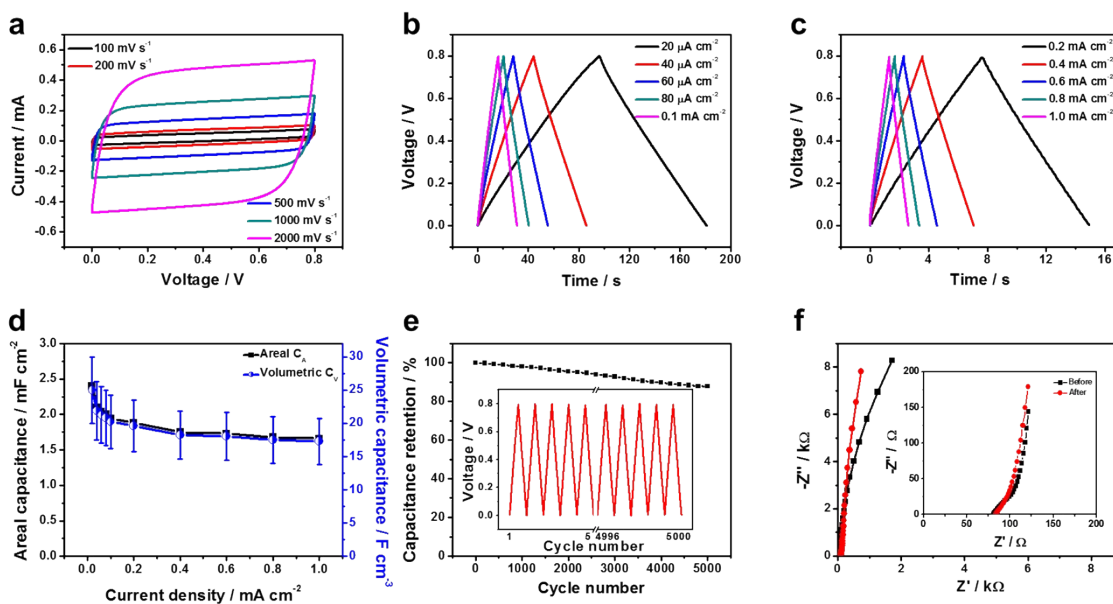 a
100 mV s⁻¹
200 mV s⁻¹
500 mV s⁻¹
1000 mV s⁻¹
2000 mV s⁻¹
0.6
0.4
0.2
0.0
-0.2
-0.4
-0.6
Current / mA
0.0 0.2 0.4 0.6 0.8
Voltage / V
b
20 μA cm⁻²
40 μA cm⁻²
60 μA cm⁻²
80 μA cm⁻²
0.1 mA cm⁻²
0.8
0.6
0.4
0.2
0.0
Voltage / V
0 40 80 120 160 200
Time / s
c
0.2 mA cm⁻²
0.4 mA cm⁻²
0.6 mA cm⁻²
0.8 mA cm⁻²
1.0 mA cm⁻²
0.8
0.6
0.4
0.2
0.0
Voltage / V
0 4 8 12 16
Time / s
d
Areal C_A
Volumetric C_V
3.0
2.5
2.0
1.5
1.0
0.5
0.0
Areal capacitance / mF cm⁻²
30
25
20
15
10
5
0
Volumetric capacitance / F cm⁻³
0.0 0.2 0.4 0.6 0.8 1.0
Current density / mA cm⁻²
e
120
100
80
60
40
20
0
Capacitance retention / %
0.8
0.6
0.4
0.2
0.0
Voltage / V
1 5 4996 5000
Cycle number
0 1000 2000 3000 4000 5000
Cycle number
f
8
6
4
2
0
-Z'' / kΩ
Before
After
200
150
100
50
0
-Z'' / Ω
0 50 100 150 200
Z' / Ω
0 2 4 6 8
Z' / kΩ